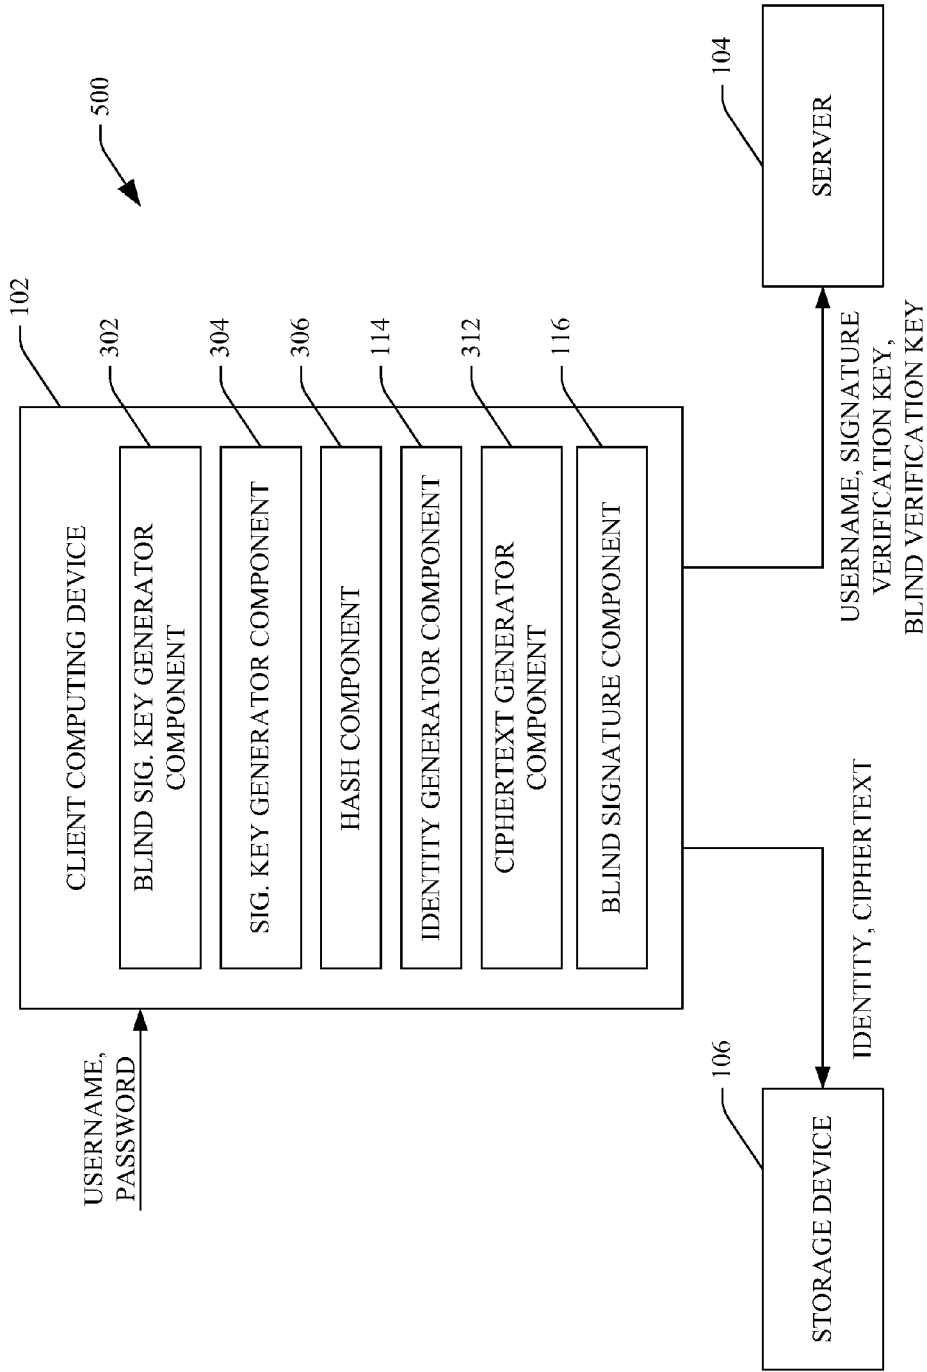 500
102
CLIENT COMPUTING DEVICE
USERNAME,
PASSWORD
302
BLIND SIG. KEY GENERATOR
COMPONENT
304
SIG. KEY GENERATOR COMPONENT
306
HASH COMPONENT
114
IDENTITY GENERATOR COMPONENT
312
CIPHERTEXT GENERATOR
COMPONENT
116
BLIND SIGNATURE COMPONENT
106
STORAGE DEVICE
IDENTITY, CIPHERTEXT
USERNAME, SIGNATURE
VERIFICATION KEY,
BLIND VERIFICATION KEY
104
SERVER